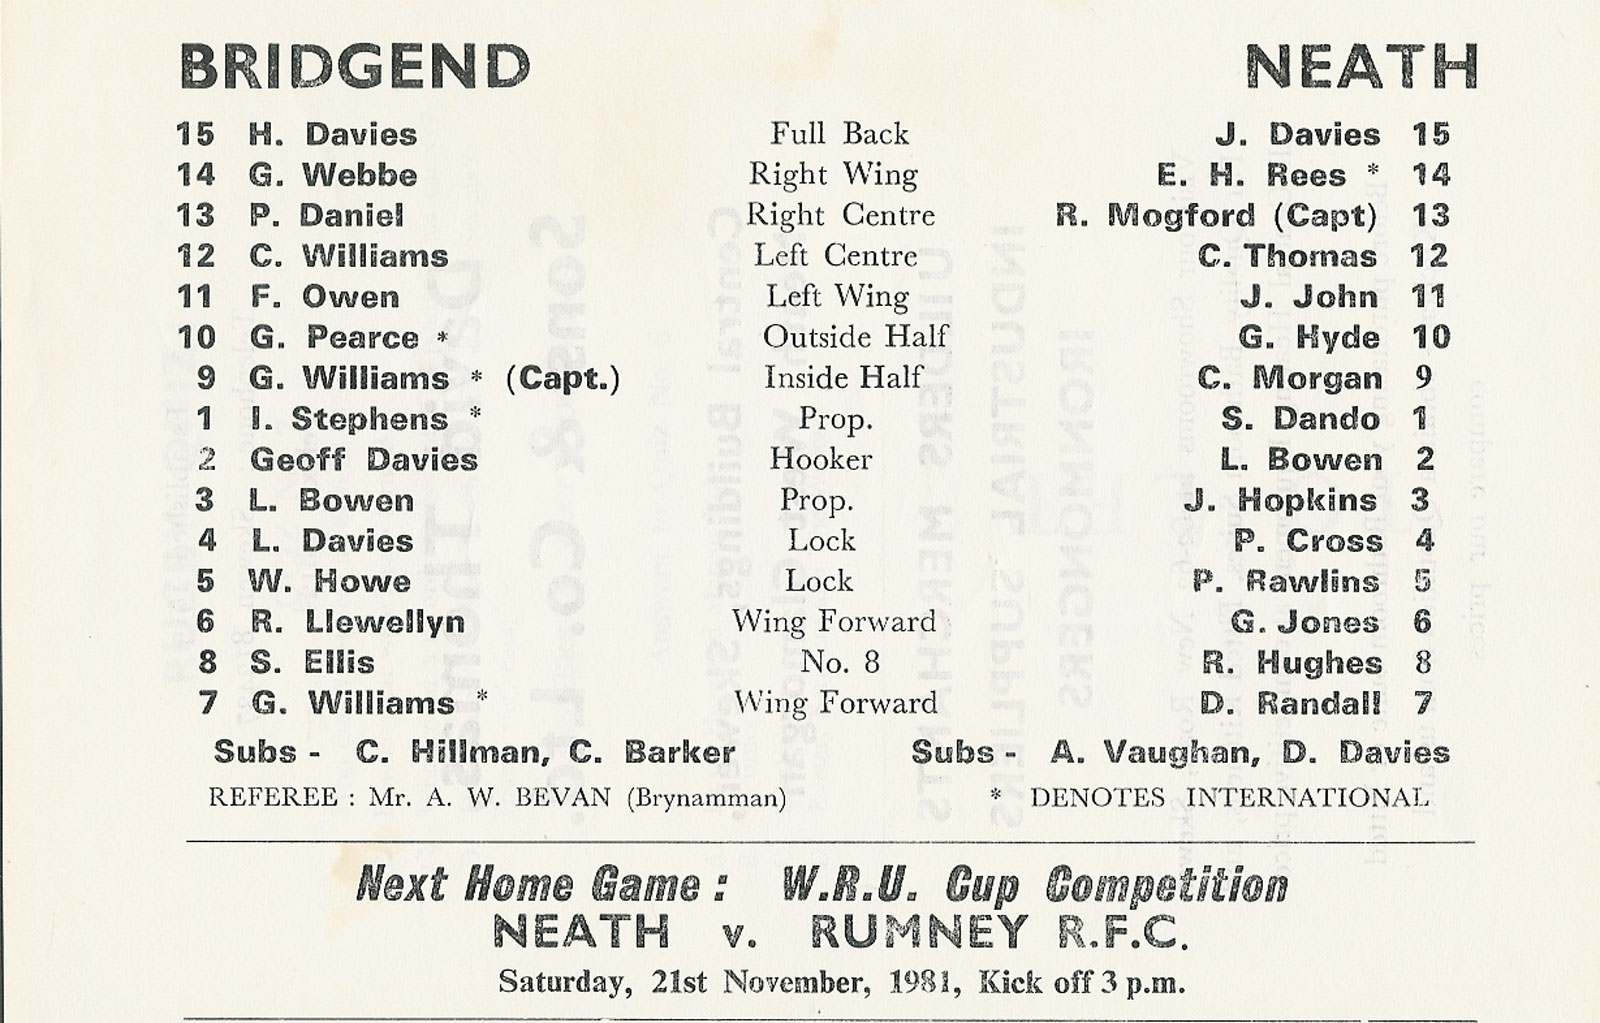 BRIDGEND NEATH
15 H. Davies Full Back J. Davies 15
14 G. Webbe Right Wing E. H. Rees * 14
13 P. Daniel Right Centre R. Mogford (Capt) 13
12 C. Williams Left Centre C. Thomas 12
11 F. Owen Left Wing J. John 11
10 G. Pearce * Outside Half G. Hyde 10
9 G. Williams * (Capt.) Inside Half C. Morgan 9
1 I. Stephens * Prop. S. Dando 1
2 Geoff Davies Hooker L. Bowen 2
3 L. Bowen Prop. J. Hopkins 3
4 L. Davies Lock P. Cross 4
5 W. Howe Lock P. Rawlins 5
6 R. Llewellyn Wing Forward G. Jones 6
8 S. Ellis No. 8 R. Hughes 8
7 G. Williams * Wing Forward D. Randall 7
Subs - C. Hillman, C. Barker Subs - A. Vaughan, D. Davies
REFEREE : Mr. A. W. BEVAN (Brynamman) * DENOTES INTERNATIONAL
Next Home Game : W.R.U. Cup Competition
NEATH v. RUMNEY R.F.C.
Saturday, 21st November, 1981, Kick off 3 p.m.